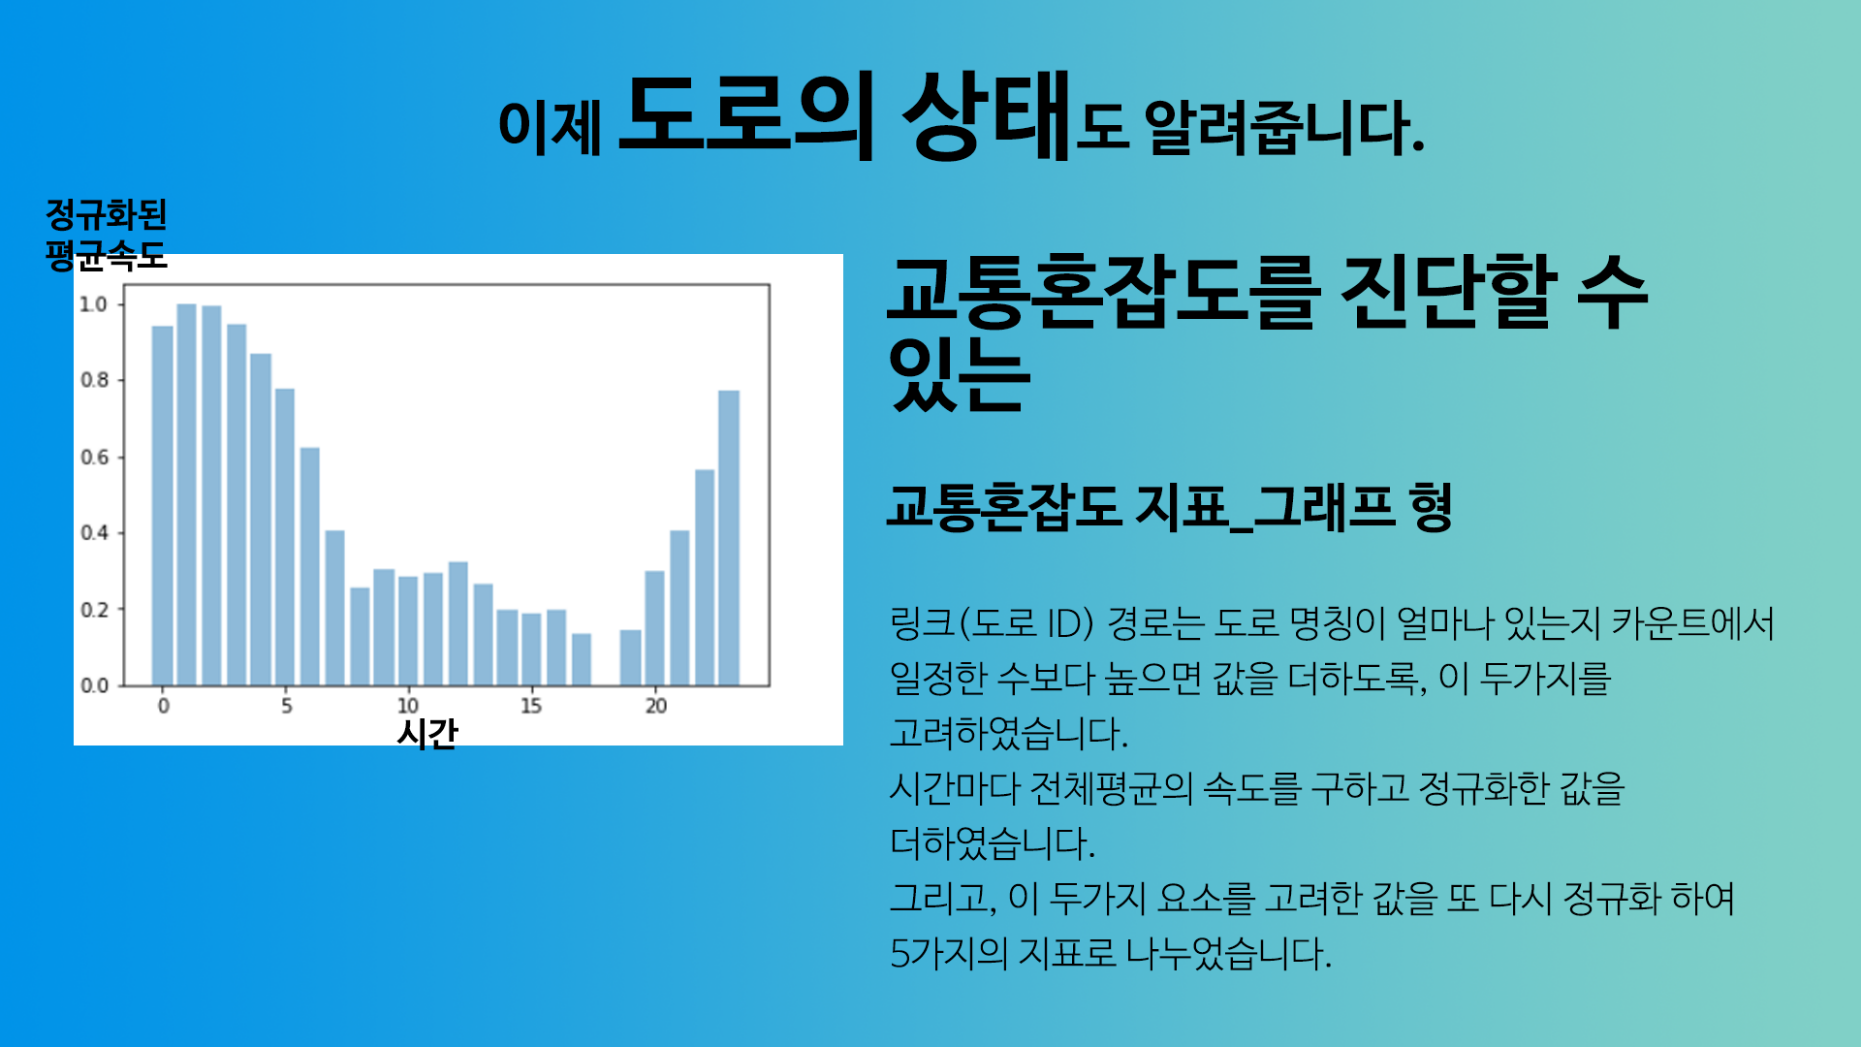 이제 도로의 상태도 알려줍니다.
정규화된
평균속도
1.0
0.8
0.6
0.4
0.2
0.0
0 5 10 15 20
시간
교통혼잡도를 진단할 수
있는
교통혼잡도 지표_그래프 형
링크(도로 ID) 경로는 도로 명칭이 얼마나 있는지 카운트에서
일정한 수보다 높으면 값을 더하도록, 이 두가지를
고려하였습니다.
시간마다 전체평균의 속도를 구하고 정규화한 값을
더하였습니다.
그리고, 이 두가지 요소를 고려한 값을 또 다시 정규화 하여
5가지의 지표로 나누었습니다.